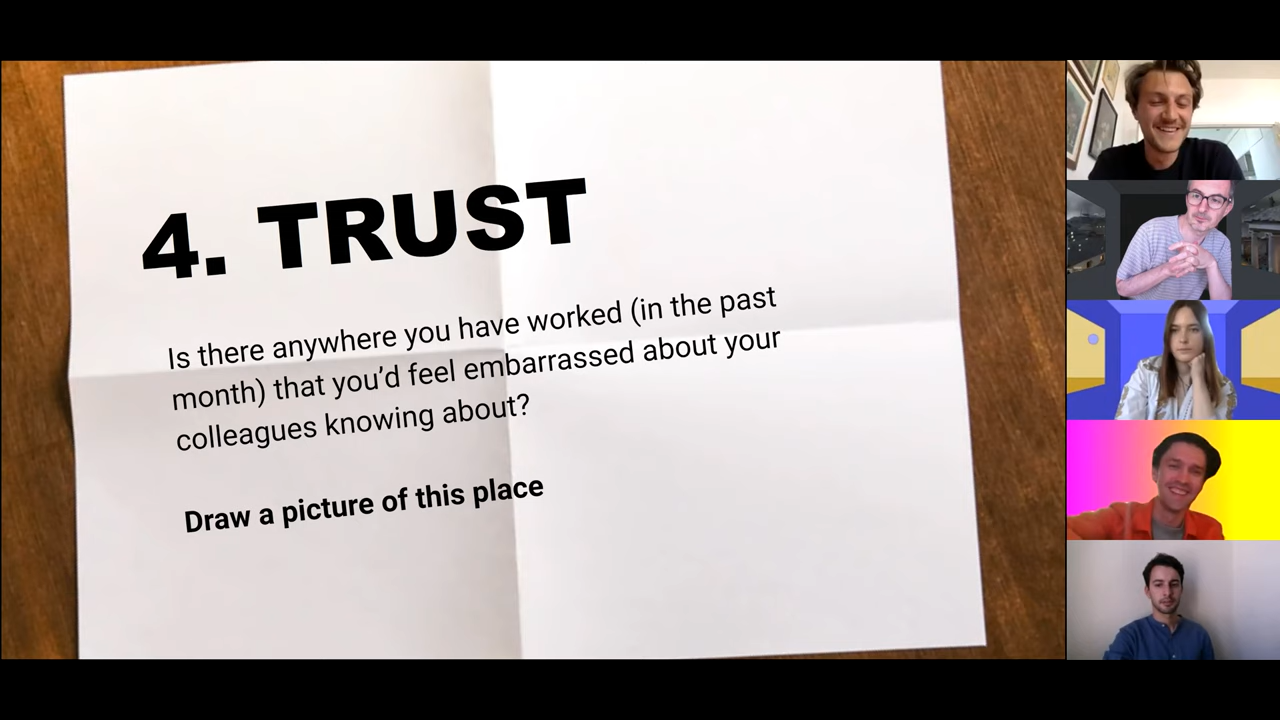 4. TRUST
Is there anywhere you have worked (in the past
month) that you’d feel embarrassed about your
colleagues knowing about?
Draw a picture of this place